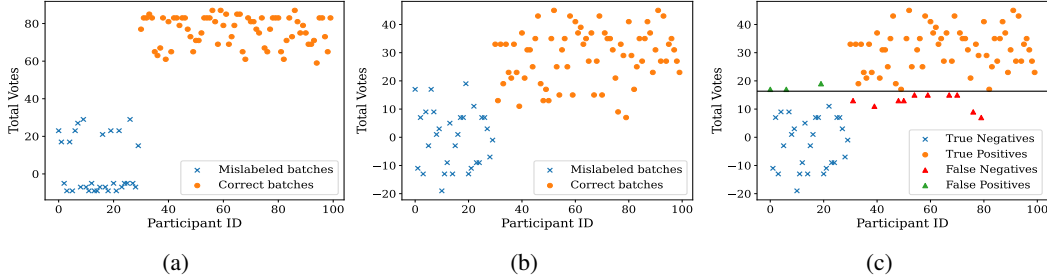 80
60
40
20
0
Total Votes
Mislabeled batches
Correct batches
0 20 40 60 80 100
Participant ID
(a)
40
30
20
10
0
−10
−20
Total Votes
Mislabeled batches
Correct batches
0 20 40 60 80 100
Participant ID
(b)
40
30
20
10
0
−10
−20
Total Votes
True Negatives
True Positives
False Negatives
False Positives
0 20 40 60 80 100
Participant ID
(c)